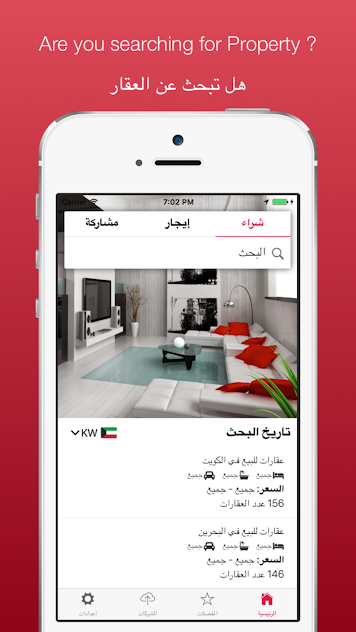 Are you searching for Property ?
هل تبحث عن العقار
Carrier 7:02 PM
شراء إيجار مشاركة
البحث
تاريخ البحث KW
عقارات للبيع في الكويت
جميع جميع جميع
السعر: جميع - جميع
156 عدد العقارات
عقارات للبيع في البحرين
جميع جميع جميع
السعر: جميع - جميع
146 عدد العقارات
الرئيسية المفضلات الشركات إعدادات